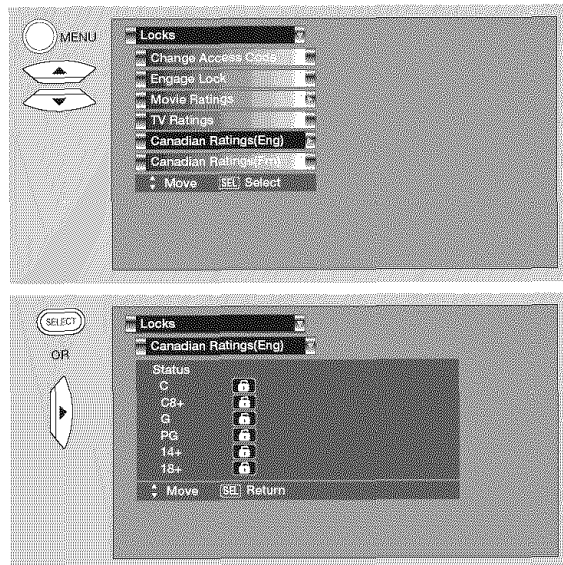 MENU
Locks
Change Access Code
Engage Lock
Movie Ratings
TV Ratings
Canadian Ratings(Eng)
Canadian Ratings(Frn)
Move SEL Select
SELECT
OR
Locks
Canadian Ratings(Eng)
Status
C
C8+
G
PG
14+
18+
Move SEL Return